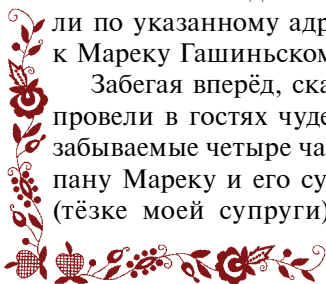 ли по указанному адр
к Мареку Гашиньском
Забегая вперёд, ска
провели в гостях чуде
забываемые четыре ча
пану Мареку и его су
(тёзке моей супруги)